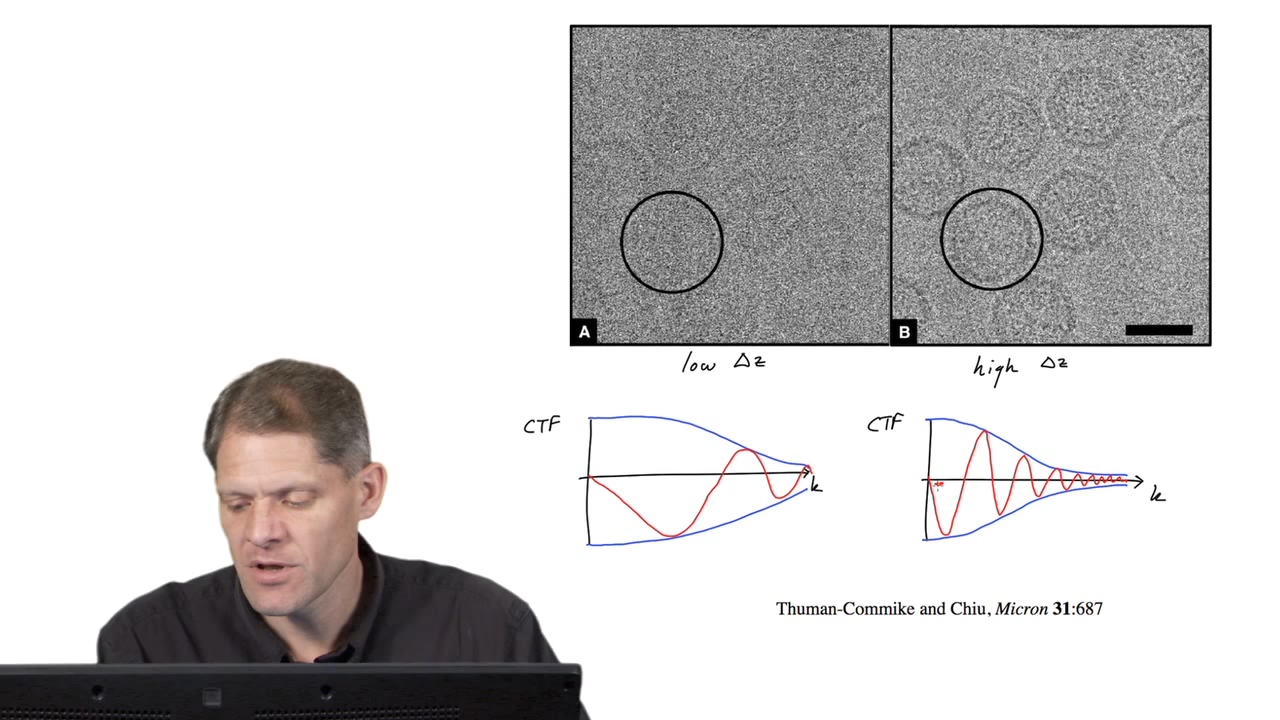 A
B
low Δz
high Δz
CTF
k
CTF
k
Thuman-Commike and Chiu, Micron 31:687